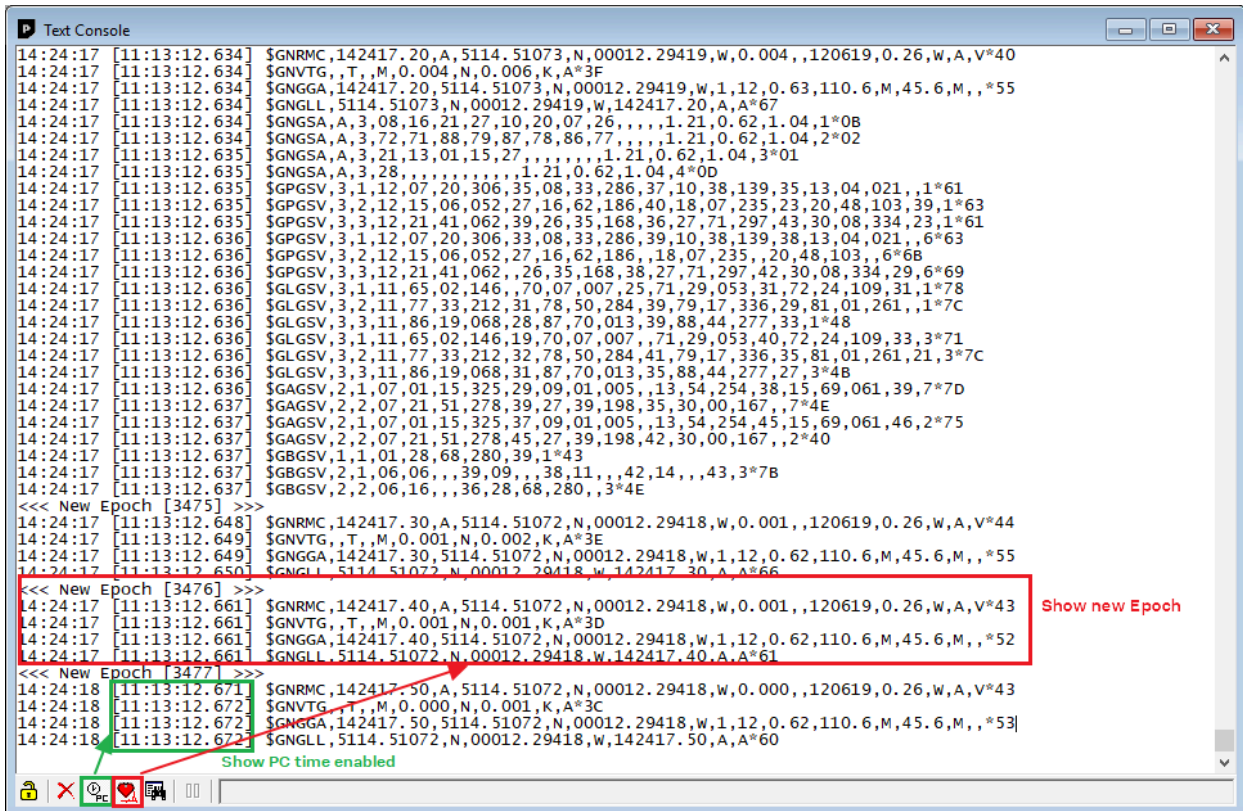 Text Console
14:24:17 [11:13:12.634] $GNRMC,142417.20,A,5114.51073,N,00012.29419,W,0.004,,120619,0.26,W,A,V*40
14:24:17 [11:13:12.634] $GNVTG,,T,,M,0.004,N,0.006,K,A*3F
14:24:17 [11:13:12.634] $GNGGA,142417.20,5114.51073,N,00012.29419,W,1,12,0.63,110.6,M,45.6,M,,*55
14:24:17 [11:13:12.634] $GNGLL,5114.51073,N,00012.29419,W,142417.20,A,A*67
14:24:17 [11:13:12.634] $GNGSA,A,3,08,16,21,27,10,20,07,26,,,,,1.21,0.62,1.04,1*0B
14:24:17 [11:13:12.634] $GNGSA,A,3,72,71,88,79,87,78,86,77,,,,,1.21,0.62,1.04,2*02
14:24:17 [11:13:12.635] $GNGSA,A,3,21,13,01,15,27,,,,,,,,1.21,0.62,1.04,3*01
14:24:17 [11:13:12.635] $GNGSA,A,3,28,,,,,,,,,,,,1.21,0.62,1.04,4*0D
14:24:17 [11:13:12.635] $GPGSV,3,1,12,07,20,306,35,08,33,286,37,10,38,139,35,13,04,021,,1*61
14:24:17 [11:13:12.635] $GPGSV,3,2,12,15,06,052,27,16,62,186,40,18,07,235,23,20,48,103,39,1*63
14:24:17 [11:13:12.635] $GPGSV,3,3,12,21,41,062,39,26,35,168,36,27,71,297,43,30,08,334,23,1*61
14:24:17 [11:13:12.636] $GPGSV,3,1,12,07,20,306,33,08,33,286,39,10,38,139,38,13,04,021,,6*63
14:24:17 [11:13:12.636] $GPGSV,3,2,12,15,06,052,27,16,62,186,,18,07,235,,20,48,103,,6*6B
14:24:17 [11:13:12.636] $GPGSV,3,3,12,21,41,062,,26,35,168,38,27,71,297,42,30,08,334,29,6*69
14:24:17 [11:13:12.636] $GLGSV,3,1,11,65,02,146,,70,07,007,25,71,29,053,31,72,24,109,31,1*78
14:24:17 [11:13:12.636] $GLGSV,3,2,11,77,33,212,31,78,50,284,39,79,17,336,29,81,01,261,,1*7C
14:24:17 [11:13:12.636] $GLGSV,3,3,11,86,19,068,28,87,70,013,39,88,44,277,33,1*48
14:24:17 [11:13:12.636] $GLGSV,3,1,11,65,02,146,19,70,07,007,,71,29,053,40,72,24,109,33,3*71
14:24:17 [11:13:12.636] $GLGSV,3,2,11,77,33,212,32,78,50,284,41,79,17,336,35,81,01,261,21,3*7C
14:24:17 [11:13:12.636] $GLGSV,3,3,11,86,19,068,31,87,70,013,35,88,44,277,27,3*4B
14:24:17 [11:13:12.636] $GAGSV,2,1,07,01,15,325,29,09,01,005,,13,54,254,38,15,69,061,39,7*7D
14:24:17 [11:13:12.637] $GAGSV,2,2,07,21,51,278,39,27,39,198,35,30,00,167,,7*4E
14:24:17 [11:13:12.637] $GAGSV,2,1,07,01,15,325,37,09,01,005,,13,54,254,45,15,69,061,46,2*75
14:24:17 [11:13:12.637] $GAGSV,2,2,07,21,51,278,45,27,39,198,42,30,00,167,,2*40
14:24:17 [11:13:12.637] $GBGSV,1,1,01,28,68,280,39,1*43
14:24:17 [11:13:12.637] $GBGSV,2,1,06,06,,,39,09,,,38,11,,,42,14,,,43,3*7B
14:24:17 [11:13:12.637] $GBGSV,2,2,06,16,,,36,28,68,280,,3*4E
<<< New Epoch [3475] >>>
14:24:17 [11:13:12.648] $GNRMC,142417.30,A,5114.51072,N,00012.29418,W,0.001,,120619,0.26,W,A,V*44
14:24:17 [11:13:12.649] $GNVTG,,T,,M,0.001,N,0.002,K,A*3E
14:24:17 [11:13:12.649] $GNGGA,142417.30,5114.51072,N,00012.29418,W,1,12,0.62,110.6,M,45.6,M,,*55
14:24:17 [11:13:12.650] $GNGLL,5114.51072,N,00012.29418,W,142417.30,A,A*66
<<< New Epoch [3476] >>>
14:24:17 [11:13:12.661] $GNRMC,142417.40,A,5114.51072,N,00012.29418,W,0.001,,120619,0.26,W,A,V*43
Show new Epoch
14:24:17 [11:13:12.661] $GNVTG,,T,,M,0.001,N,0.001,K,A*3D
14:24:17 [11:13:12.661] $GNGGA,142417.40,5114.51072,N,00012.29418,W,1,12,0.62,110.6,M,45.6,M,,*52
14:24:17 [11:13:12.661] $GNGLL,5114.51072,N,00012.29418,W,142417.40,A,A*61
<<< New Epoch [3477] >>>
14:24:18 [11:13:12.671] $GNRMC,142417.50,A,5114.51072,N,00012.29418,W,0.000,,120619,0.26,W,A,V*43
14:24:18 [11:13:12.672] $GNVTG,,T,,M,0.000,N,0.001,K,A*3C
14:24:18 [11:13:12.672] $GNGGA,142417.50,5114.51072,N,00012.29418,W,1,12,0.62,110.6,M,45.6,M,,*53
14:24:18 [11:13:12.672] $GNGLL,5114.51072,N,00012.29418,W,142417.50,A,A*60
Show PC time enabled
PC